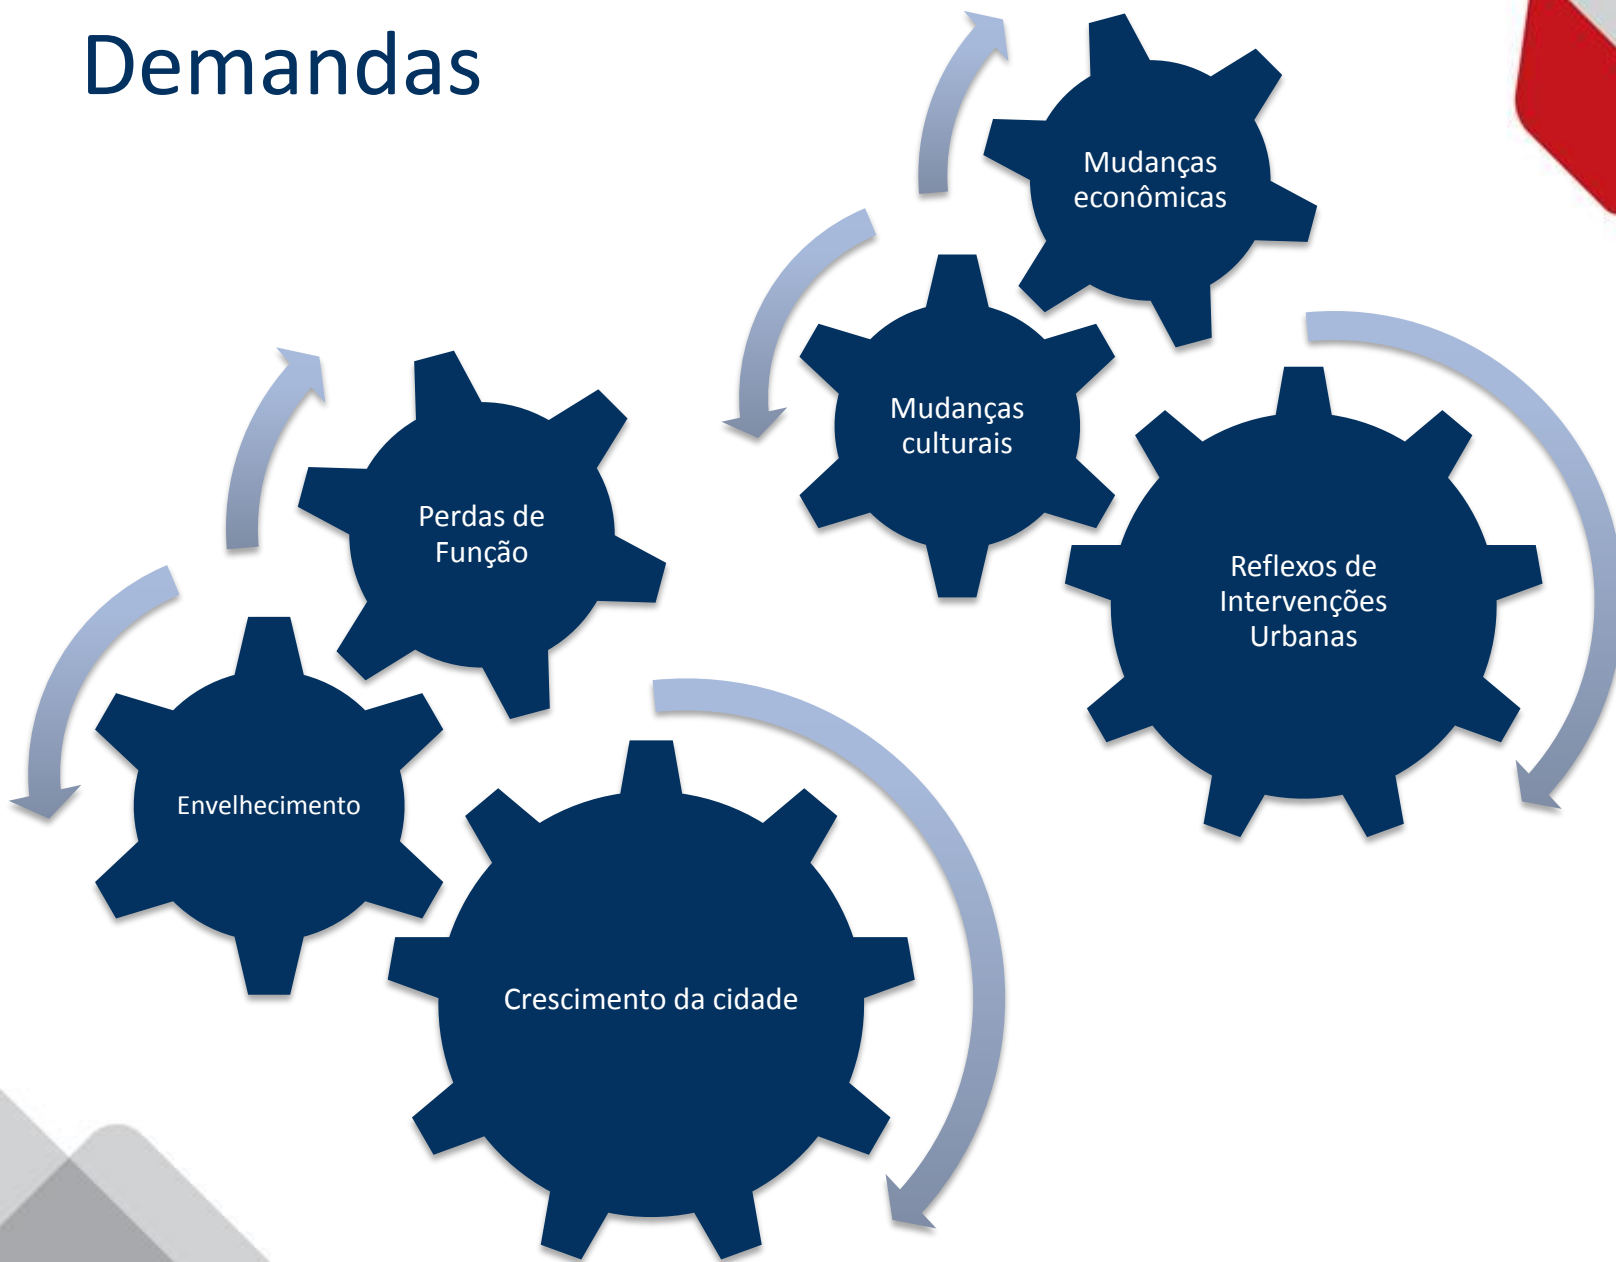 Demandas
Mudanças
econômicas
Mudanças
culturais
Reflexos de
Intervenções
Urbanas
Perdas de
Função
Envelhecimento
Crescimento da cidade